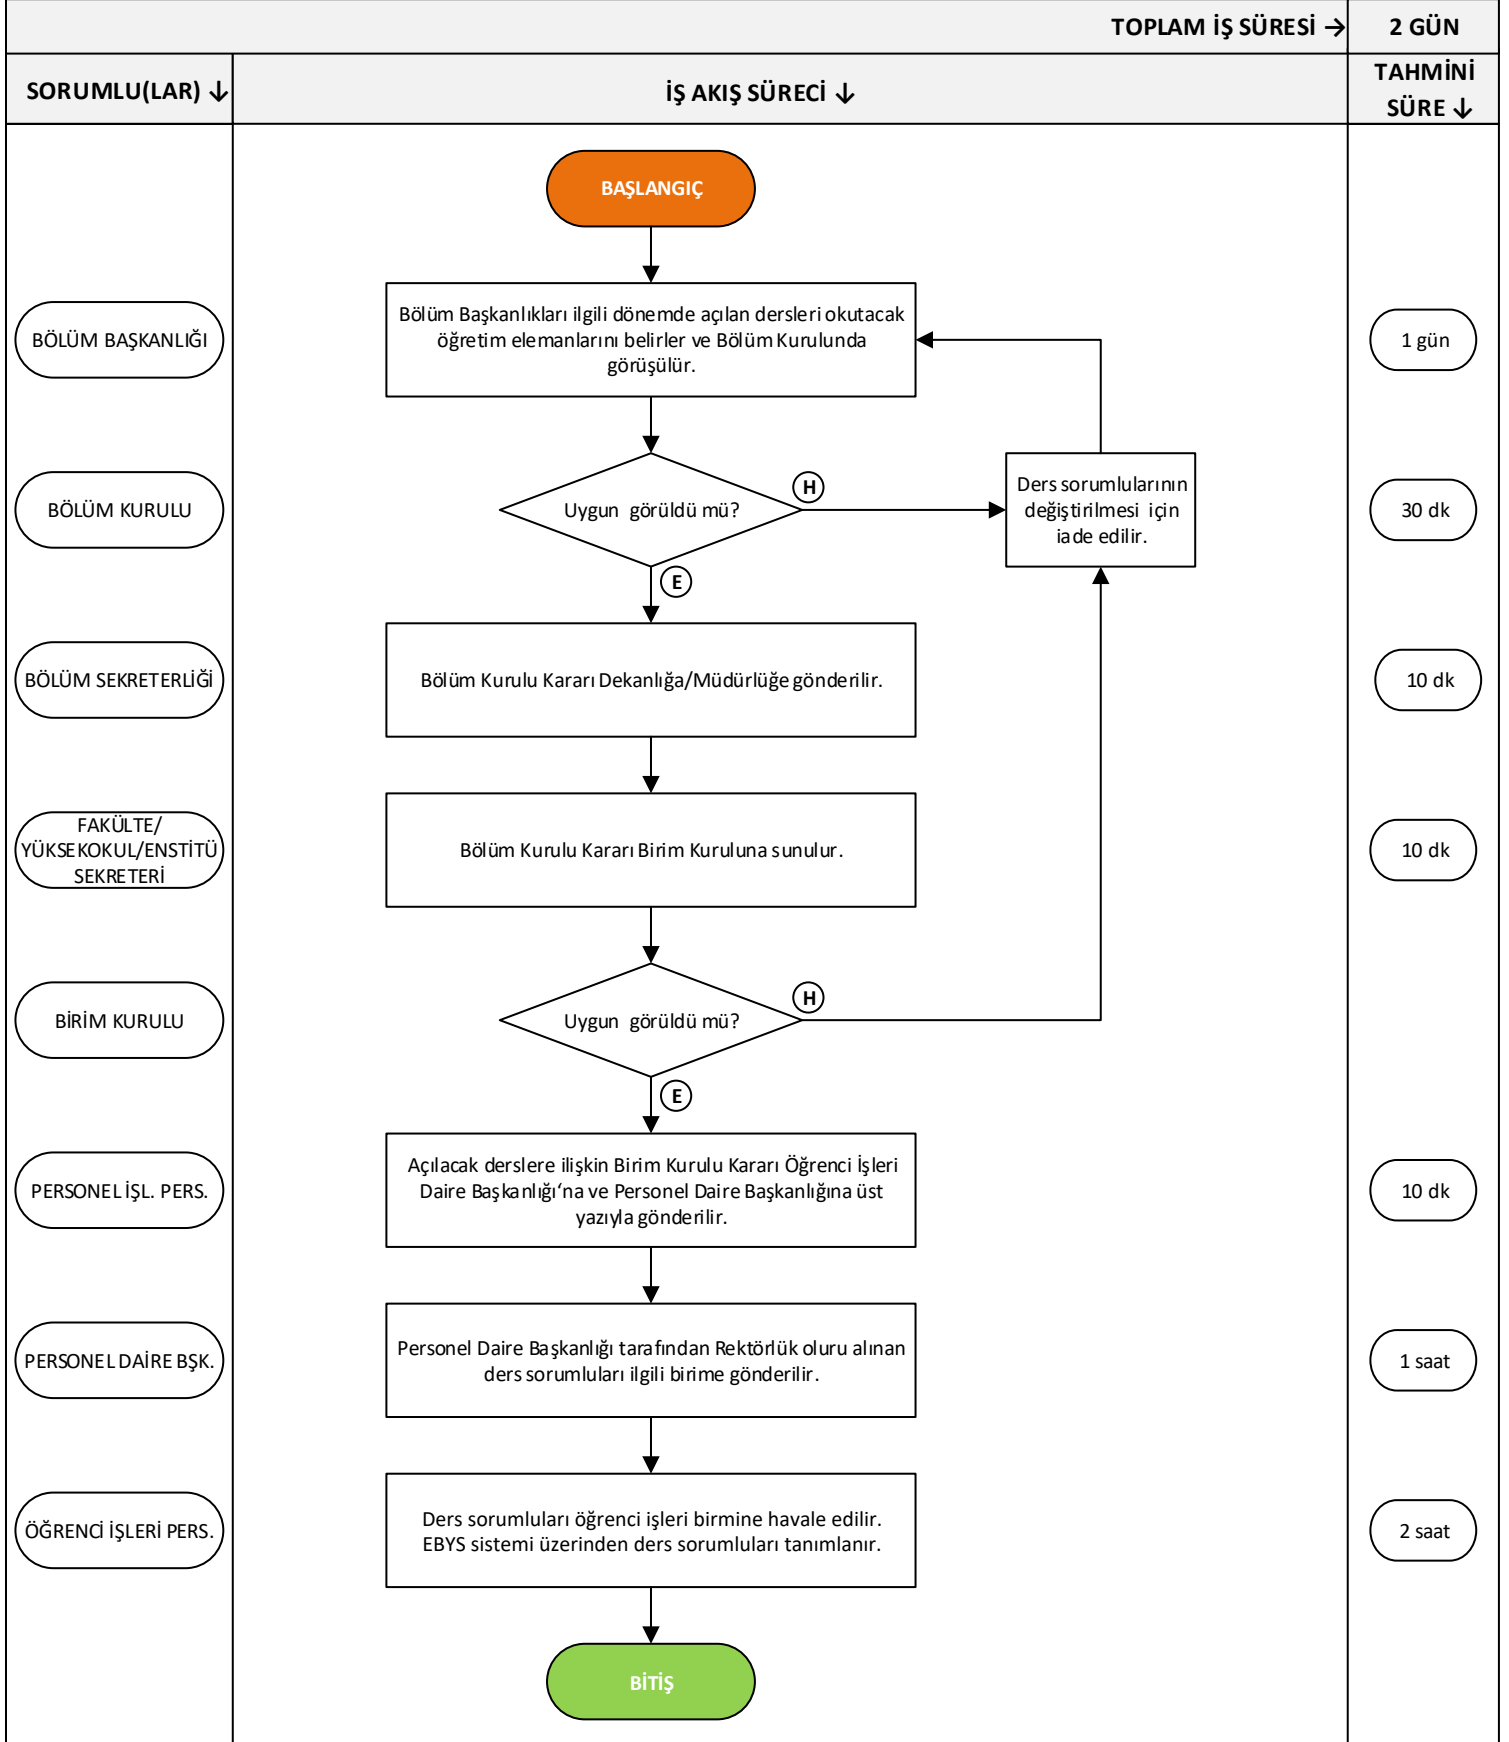 TOPLAM İŞ SÜRESİ →
2 GÜN
SORUMLU(LAR) ↓
İŞ AKIŞ SÜRECİ ↓
TAHMİNİ
SÜRE ↓
BAŞLANGIÇ
BÖLÜM BAŞKANLIĞI
Bölüm Başkanlıkları ilgili dönemde açılan dersleri okutacak
öğretim elemanlarını belirler ve Bölüm Kurulunda
görüşülür.
1 gün
BÖLÜM KURULU
Uygun görüldü mü?
H
Ders sorumlularının
değiştirilmesi için
iade edilir.
30 dk
E
BÖLÜM SEKRETERLİĞİ
Bölüm Kurulu Kararı Dekanlığa/Müdürlüğe gönderilir.
10 dk
FAKÜLTE/
YÜKSEKOKUL/ENSTİTÜ
SEKRETERİ
Bölüm Kurulu Kararı Birim Kuruluna sunulur.
10 dk
BİRİM KURULU
Uygun görüldü mü?
H
E
PERSONEL İŞL. PERS.
Açılacak derslere ilişkin Birim Kurulu Kararı Öğrenci İşleri
Daire Başkanlığı‘na ve Personel Daire Başkanlığına üst
yazıyla gönderilir.
10 dk
PERSONEL DAİRE BŞK.
Personel Daire Başkanlığı tarafından Rektörlük oluru alınan
ders sorumluları ilgili birime gönderilir.
1 saat
ÖĞRENCİ İŞLERİ PERS.
Ders sorumluları öğrenci işleri birmine havale edilir.
EBYS sistemi üzerinden ders sorumluları tanımlanır.
2 saat
BİTİŞ